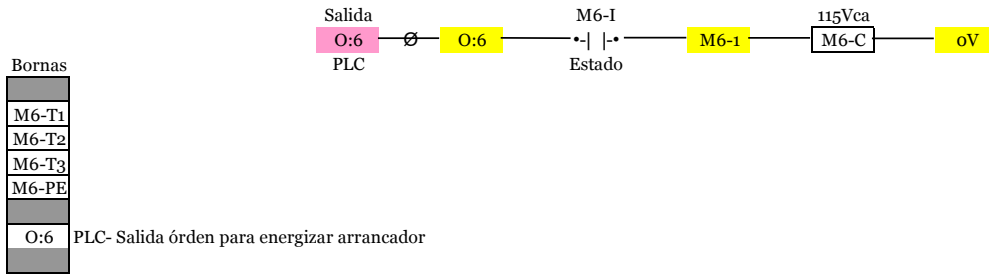 Salida M6-I 115Vca
O:6 Ø O:6 •-| |-• M6-1 M6-C 0V
PLC Estado
Bornas
M6-T1
M6-T2
M6-T3
M6-PE
O:6 PLC- Salida órden para energizar arrancador